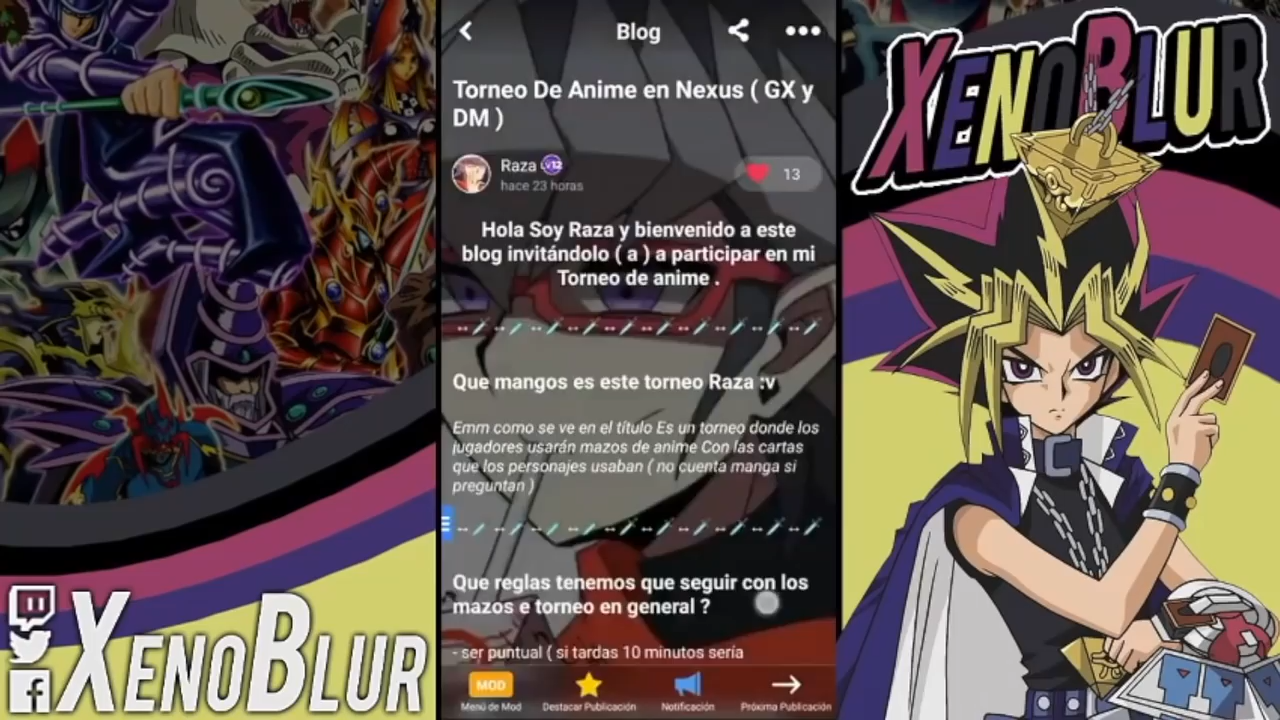 Blog
Torneo De Anime en Nexus ( GX y
DM )
Raza lv12
hace 23 horas
13
Hola Soy Raza y bienvenido a este
blog invitándolo ( a ) a participar en mi
Torneo de anime .
Que mangos es este torneo Raza :v
Emm como se ve en el título Es un torneo donde los
jugadores usarán mazos de anime Con las cartas
que los personajes usaban ( no cuenta manga si
preguntan )
Que reglas tenemos que seguir con los
mazos e torneo en general ?
- ser puntual ( si tardas 10 minutos sería
MOD
Menú de Mod
Destacar Publicación
Notificación
Próxima Publicación
XENOBLUR
XENOBLUR